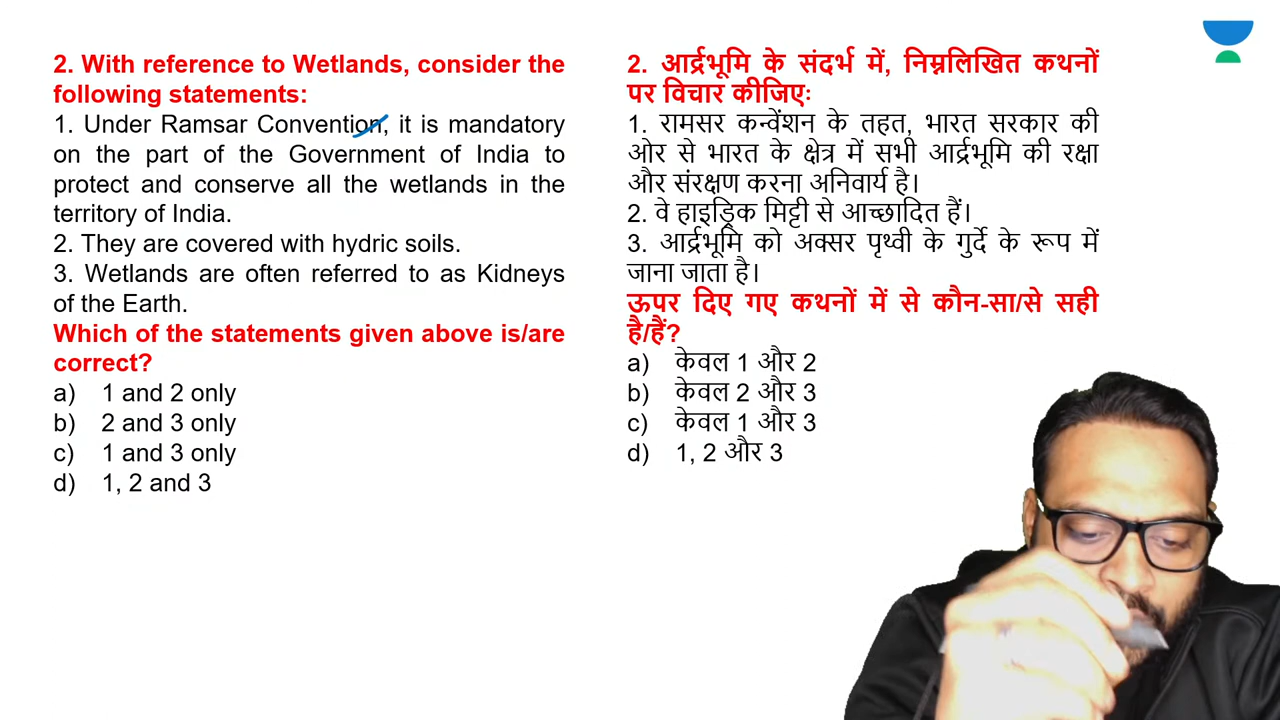 2. With reference to Wetlands, consider the
following statements:
1. Under Ramsar Convention, it is mandatory
on the part of the Government of India to
protect and conserve all the wetlands in the
territory of India.
2. They are covered with hydric soils.
3. Wetlands are often referred to as Kidneys
of the Earth.
Which of the statements given above is/are
correct?
a) 1 and 2 only
b) 2 and 3 only
c) 1 and 3 only
d) 1, 2 and 3
2. आर्द्रभूमि के संदर्भ में, निम्नलिखित कथनों
पर विचार कीजिए:
1. रामसर कन्वेंशन के तहत, भारत सरकार की
ओर से भारत के क्षेत्र में सभी आर्द्रभूमि की रक्षा
और संरक्षण करना अनिवार्य है।
2. वे हाइड्रिक मिट्टी से आच्छादित हैं।
3. आर्द्रभूमि को अक्सर पृथ्वी के गुर्दे के रूप में
जाना जाता है।
ऊपर दिए गए कथनों में से कौन-सा/से सही
है/हैं?
a) केवल 1 और 2
b) केवल 2 और 3
c) केवल 1 और 3
d) 1, 2 और 3